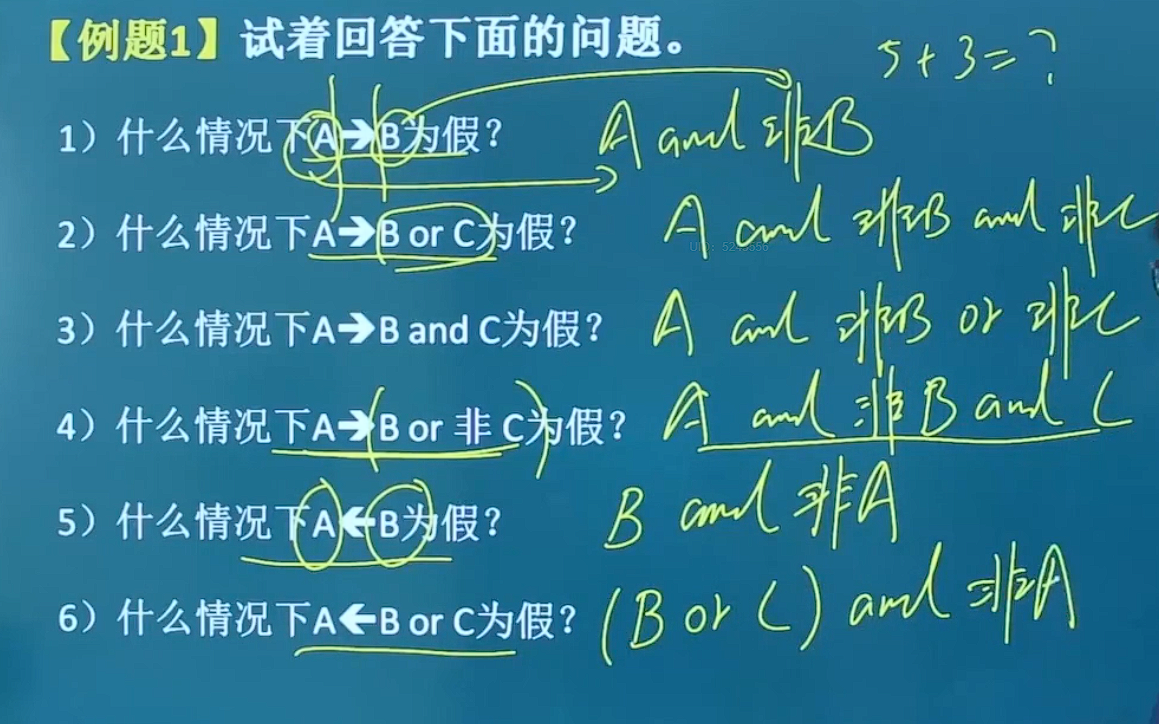 【例题1】试着回答下面的问题。 5+3=?
1）什么情况下A→B为假？ A and 非B
2）什么情况下A→B or C为假？ A and 非B and 非C
3）什么情况下A→B and C为假？ A and 非B or 非C
4）什么情况下A→(B or 非 C)为假？ A and 非B and C
5）什么情况下A←B为假？ B and 非A
6）什么情况下A←B or C为假？ (B or C) and 非A